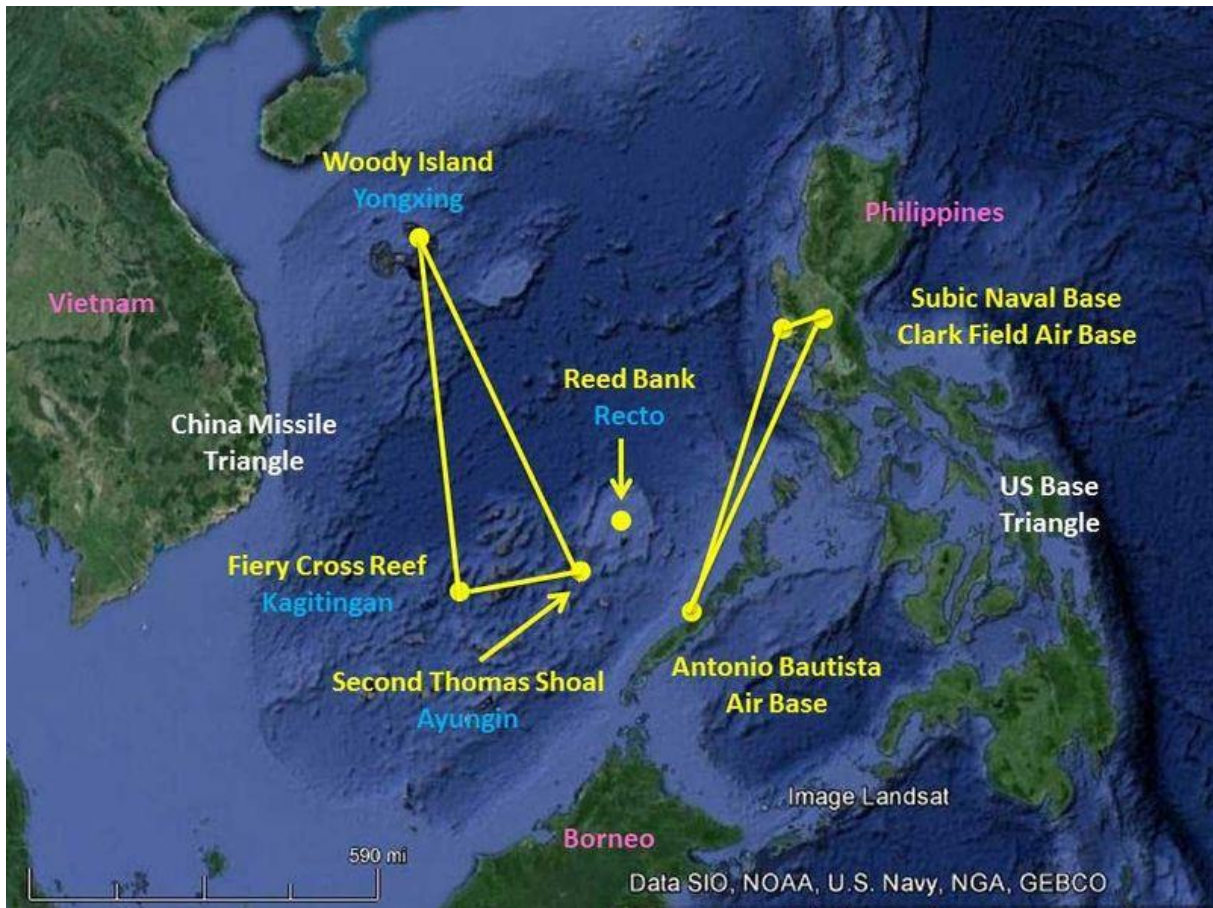 Woody Island
Yongxing
Philippines
Vietnam
Subic Naval Base
Clark Field Air Base
Reed Bank
Recto
China Missile
Triangle
US Base
Triangle
Fiery Cross Reef
Kagitingan
Second Thomas Shoal
Ayungin
Antonio Bautista
Air Base
Image Landsat
Borneo
590 mi
Data SIO, NOAA, U.S. Navy, NGA, GEBCO